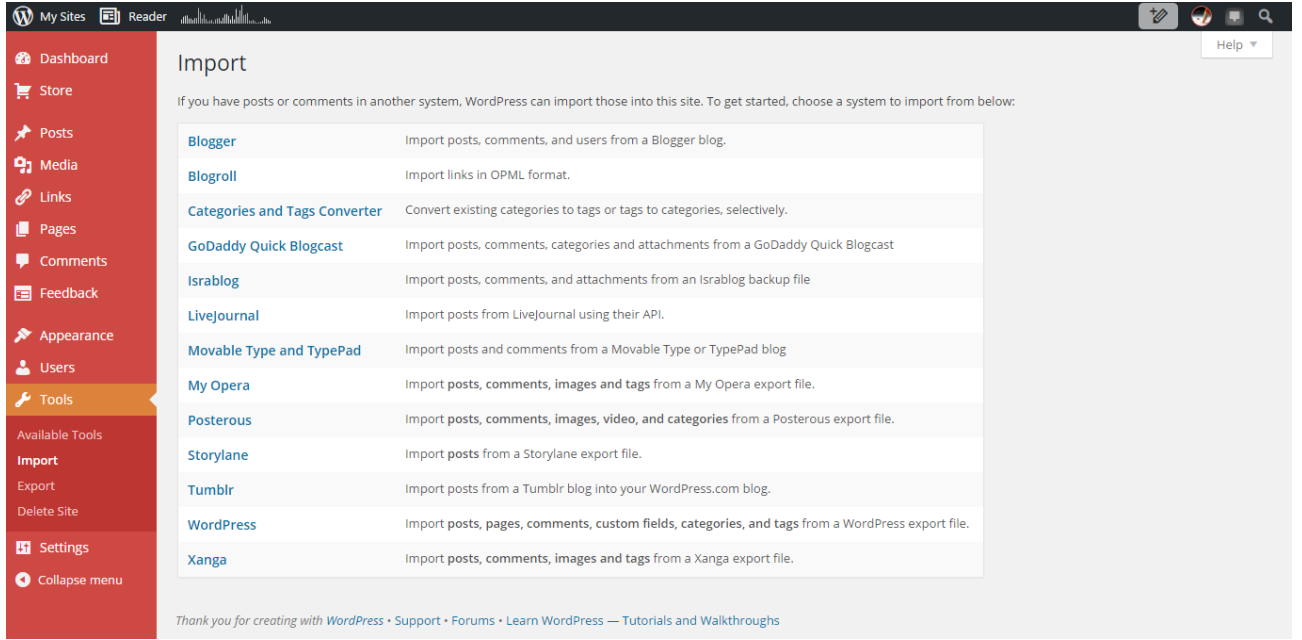 My Sites Reader
Help
Dashboard
Store
Posts
Media
Links
Pages
Comments
Feedback
Appearance
Users
Tools
Available Tools
Import
Export
Delete Site
Settings
Collapse menu
Import
If you have posts or comments in another system, WordPress can import those into this site. To get started, choose a system to import from below:
Blogger Import posts, comments, and users from a Blogger blog.
Blogroll Import links in OPML format.
Categories and Tags Converter Convert existing categories to tags or tags to categories, selectively.
GoDaddy Quick Blogcast Import posts, comments, categories and attachments from a GoDaddy Quick Blogcast
Israblog Import posts, comments, and attachments from an Israblog backup file
LiveJournal Import posts from LiveJournal using their API.
Movable Type and TypePad Import posts and comments from a Movable Type or TypePad blog
My Opera Import posts, comments, images and tags from a My Opera export file.
Posterous Import posts, comments, images, video, and categories from a Posterous export file.
Storylane Import posts from a Storylane export file.
Tumblr Import posts from a Tumblr blog into your WordPress.com blog.
WordPress Import posts, pages, comments, custom fields, categories, and tags from a WordPress export file.
Xanga Import posts, comments, images and tags from a Xanga export file.
Thank you for creating with WordPress • Support • Forums • Learn WordPress — Tutorials and Walkthroughs